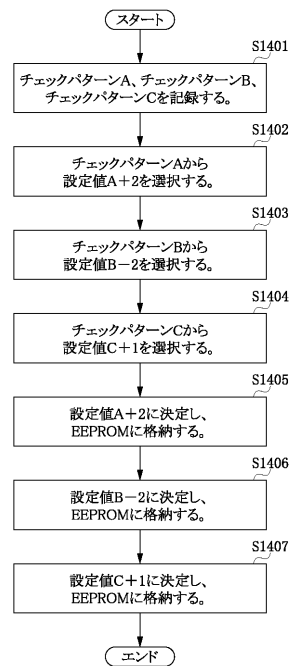 スタート
S1401
チェックパターンA、チェックパターンB、
チェックパターンCを記録する。
S1402
チェックパターンAから
設定値A＋2を選択する。
S1403
チェックパターンBから
設定値B－2を選択する。
S1404
チェックパターンCから
設定値C＋1を選択する。
S1405
設定値A＋2に決定し、
EEPROMに格納する。
S1406
設定値B－2に決定し、
EEPROMに格納する。
S1407
設定値C＋1に決定し、
EEPROMに格納する。
エンド